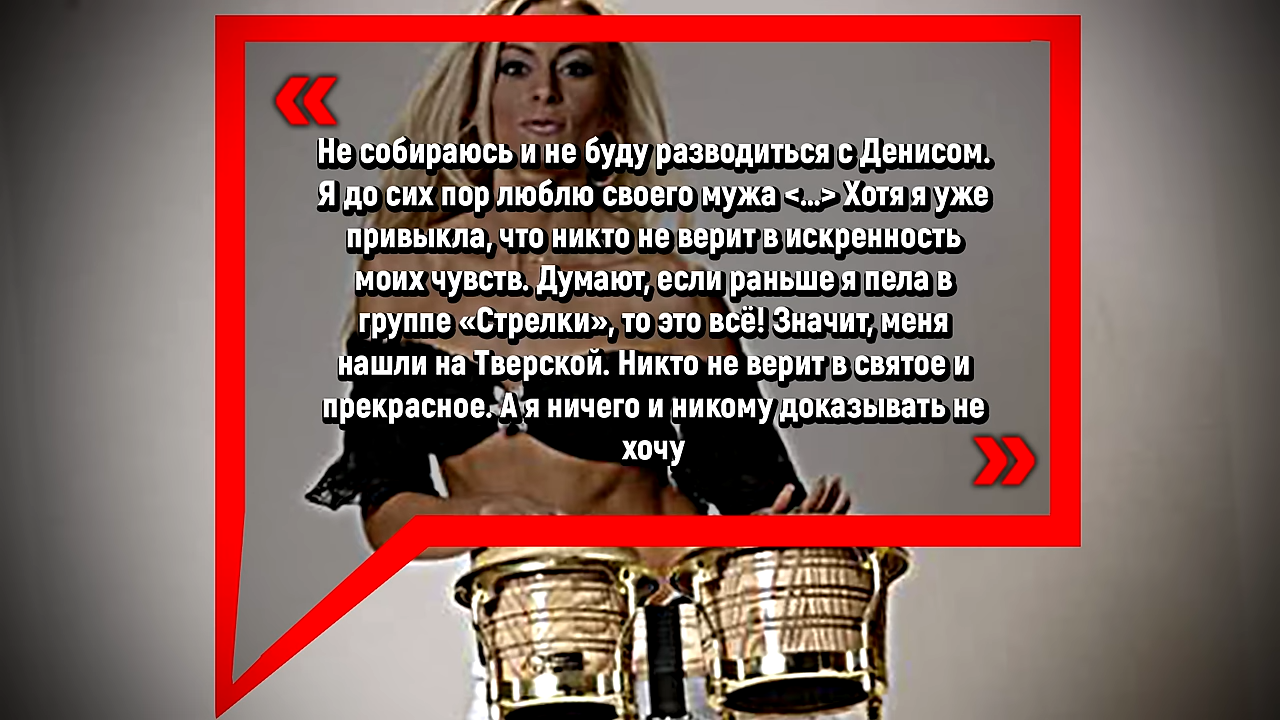 «
Не собираюсь и не буду разводиться с Денисом.
Я до сих пор люблю своего мужа <...> Хотя я уже
привыкла, что никто не верит в искренность
моих чувств. Думают, если раньше я пела в
группе «Стрелки», то это всё! Значит, меня
нашли на Тверской. Никто не верит в святое и
прекрасное. А я ничего и никому доказывать не
хочу
»